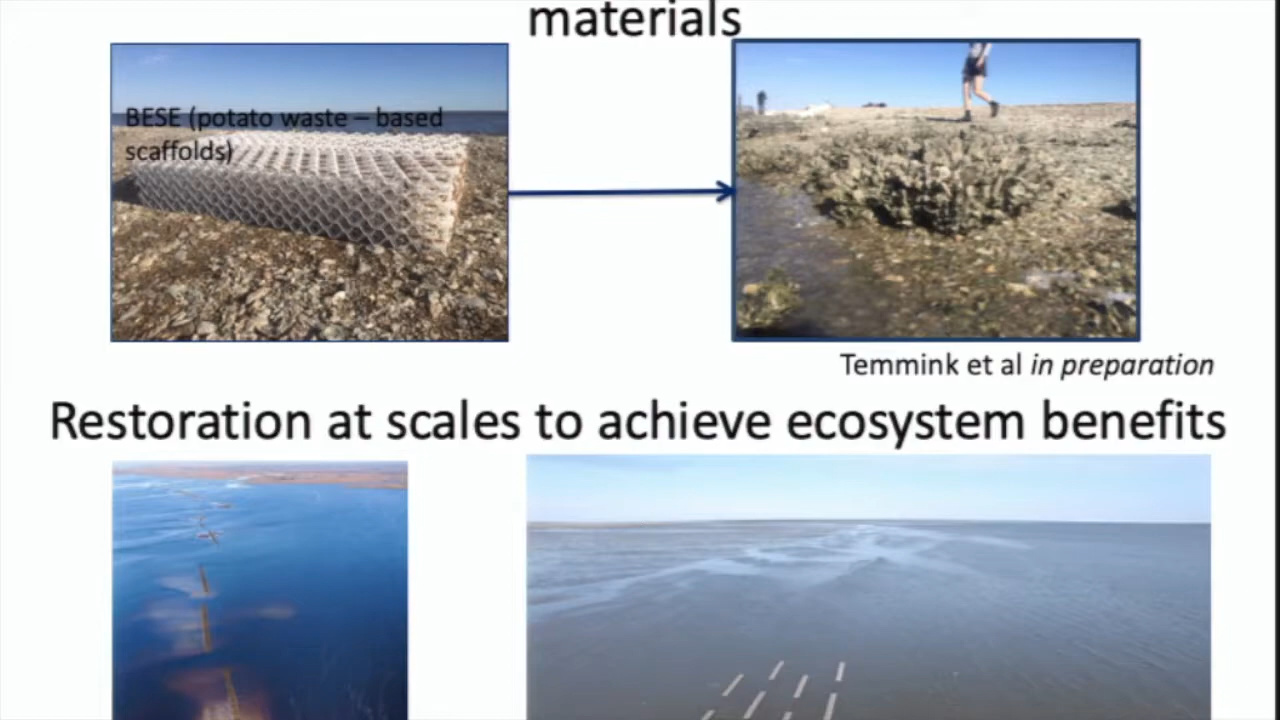 materials
BESE (potato waste – based
scaffolds)
Temmink et al in preparation
Restoration at scales to achieve ecosystem benefits